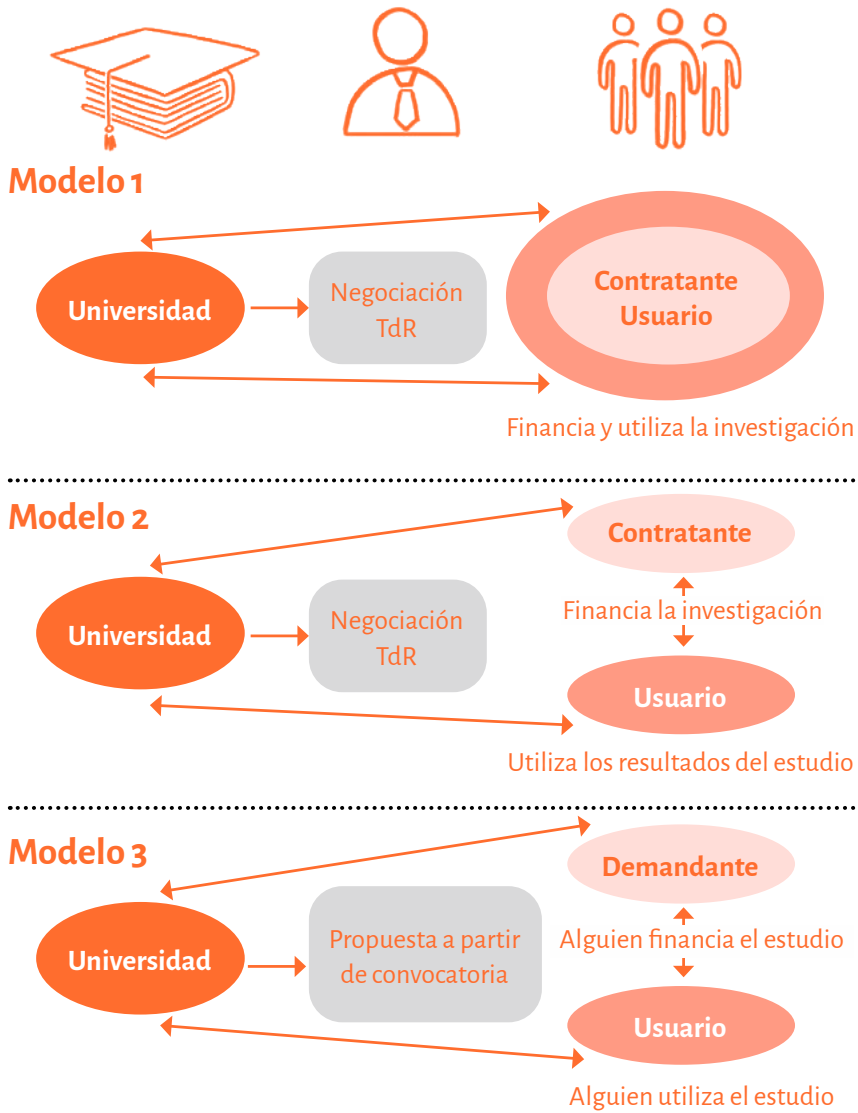 Modelo 1
Universidad
Negociación
TdR
Contratante
Usuario
Financia y utiliza la investigación
Modelo 2
Universidad
Negociación
TdR
Contratante
Financia la investigación
Usuario
Utiliza los resultados del estudio
Modelo 3
Universidad
Propuesta a partir
de convocatoria
Demandante
Alguien financia el estudio
Usuario
Alguien utiliza el estudio